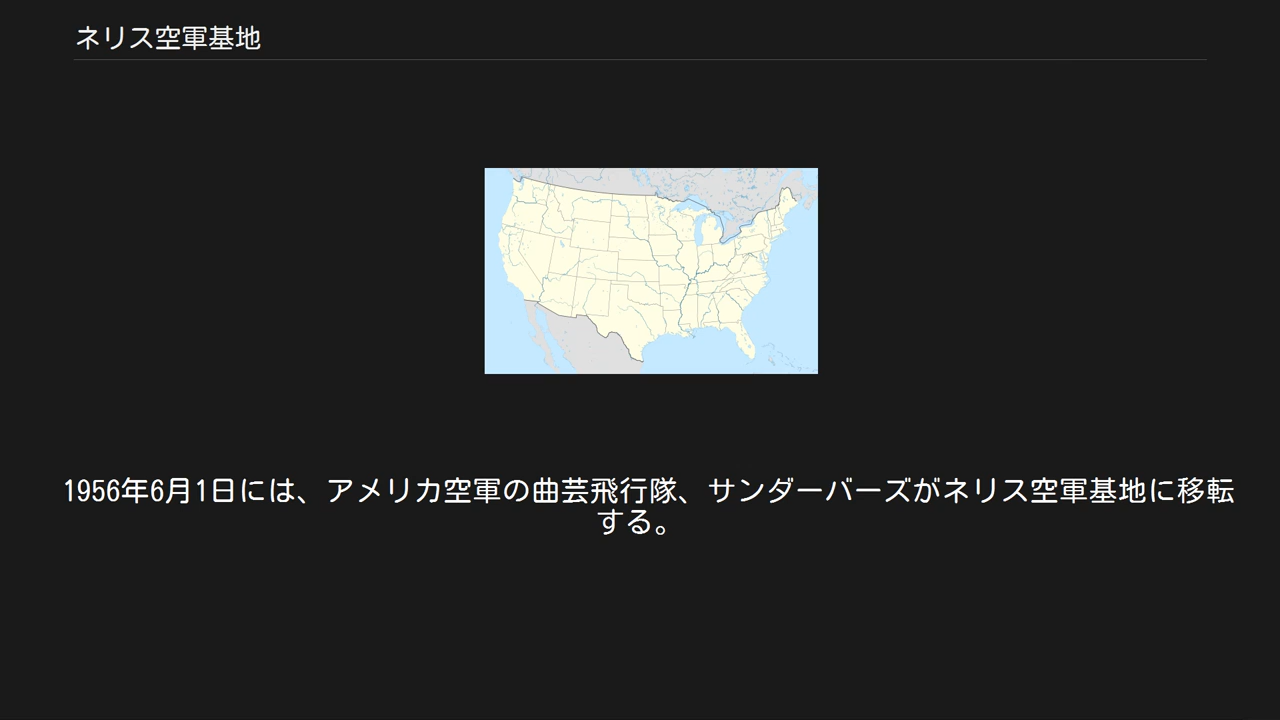 ネリス空軍基地
1956年6月1日には、アメリカ空軍の曲芸飛行隊、サンダーバーズがネリス空軍基地に移転
する。